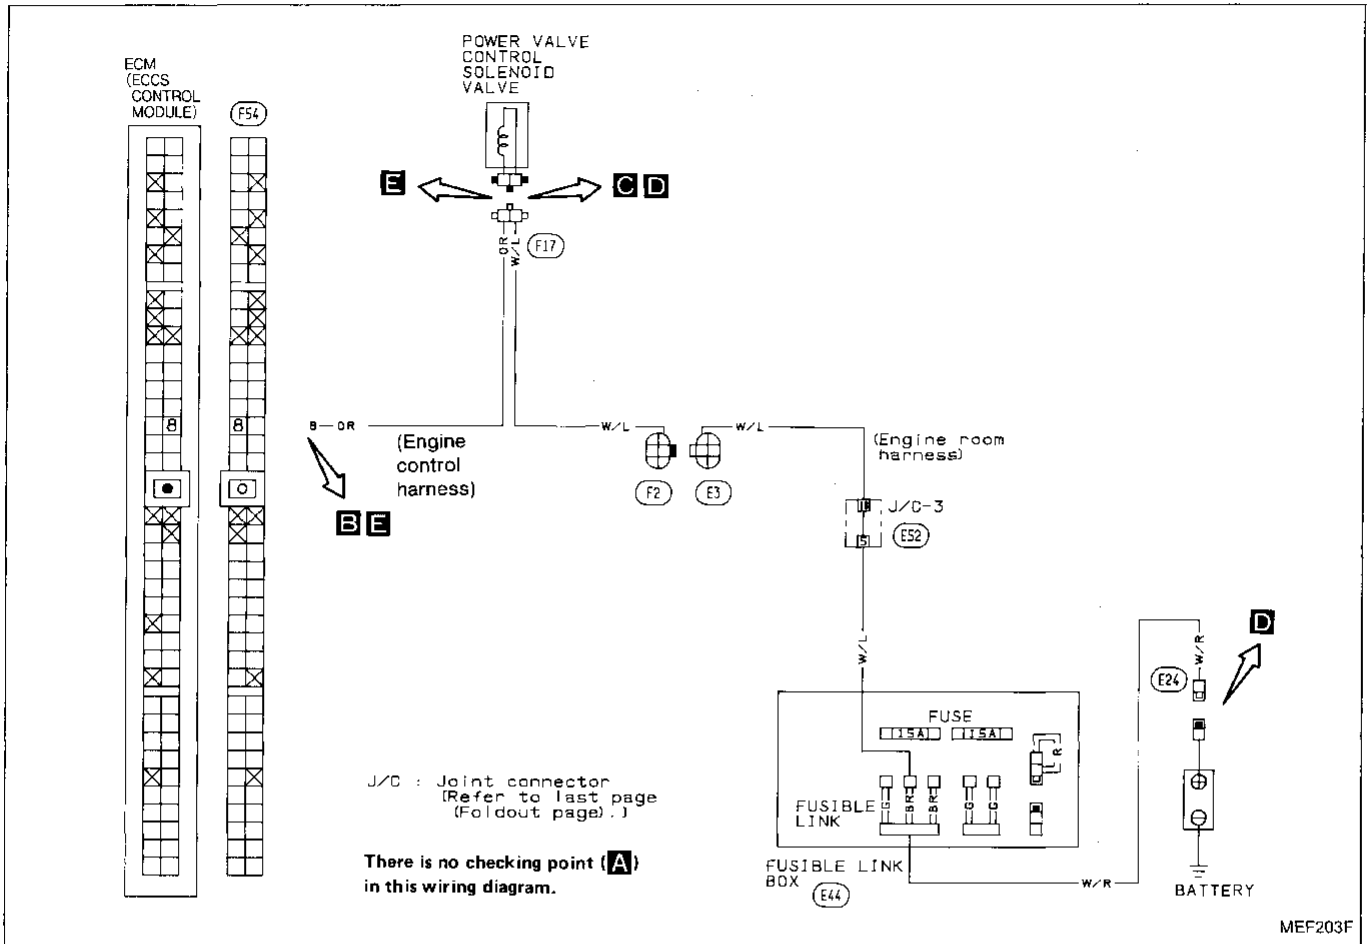 POWER VALVE
CONTROL
SOLENOID
VALVE
ECM
(ECCS
CONTROL
MODULE)
F54
E
C D
OR
W/L
F17
8
8
8
OR
(Engine
control
harness)
B E
W/L
F2
E3
W/L
(Engine room
harness)
J/C-3
E52
S
W/L
W/R
E24
D
FUSE
15A
15A
L
R
G
BR
BR
G
G
FUSIBLE
LINK
FUSIBLE LINK
BOX
E44
W/R
BATTERY
J/C : Joint connector
(Refer to last page
(Foldout page).)
There is no checking point (A)
in this wiring diagram.
MEF203F